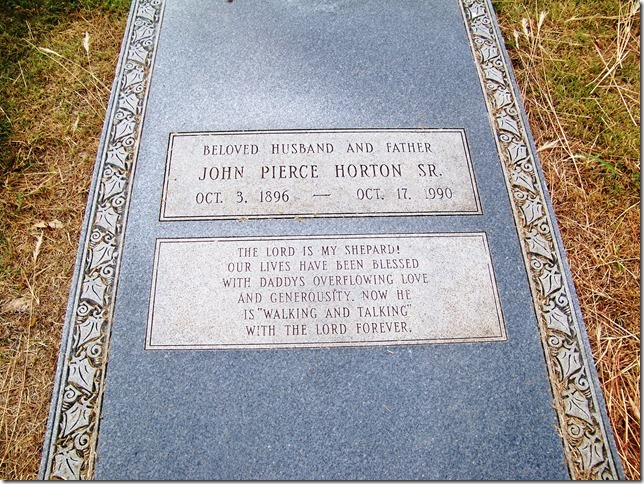 BELOVED HUSBAND AND FATHER
JOHN PIERCE HORTON SR.
OCT. 3, 1896 — OCT. 17, 1990
THE LORD IS MY SHEPARD!
OUR LIVES HAVE BEEN BLESSED
WITH DADDYS OVERFLOWING LOVE
AND GENEROUSITY. NOW HE
IS "WALKING AND TALKING"
WITH THE LORD FOREVER.